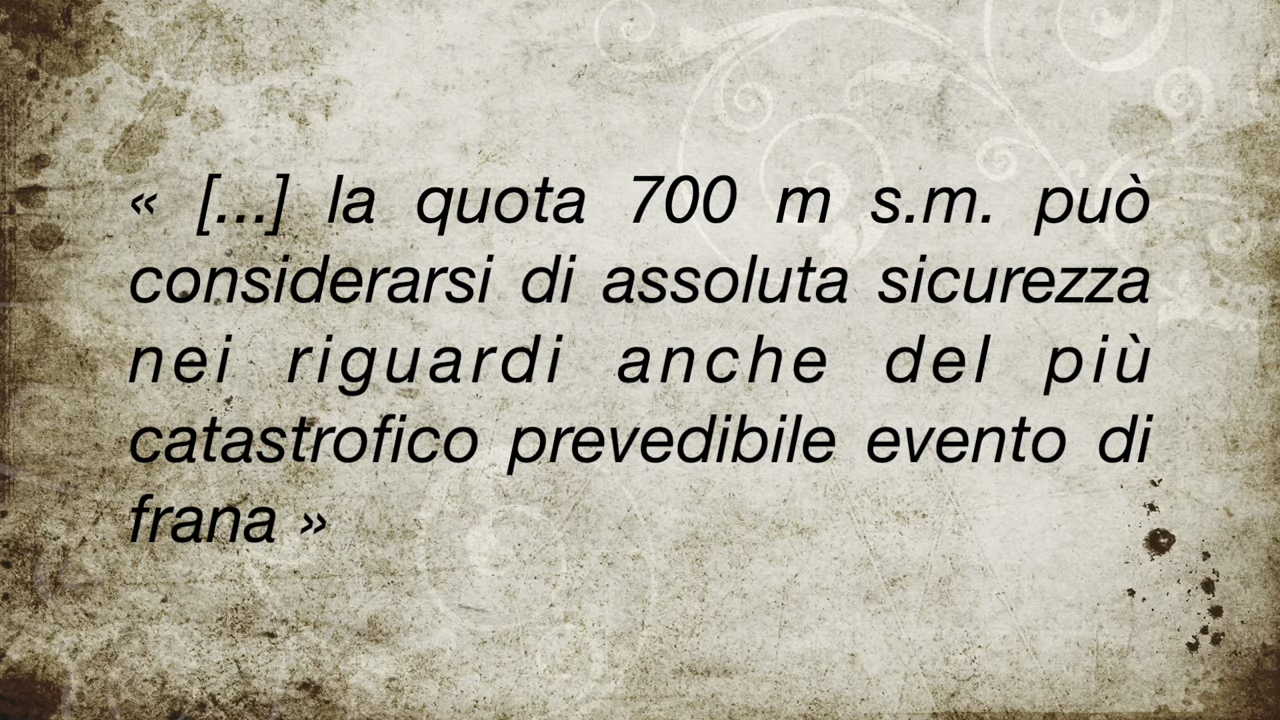 « [...] la quota 700 m s.m. può
considerarsi di assoluta sicurezza
nei riguardi anche del più
catastrofico prevedibile evento di
frana »